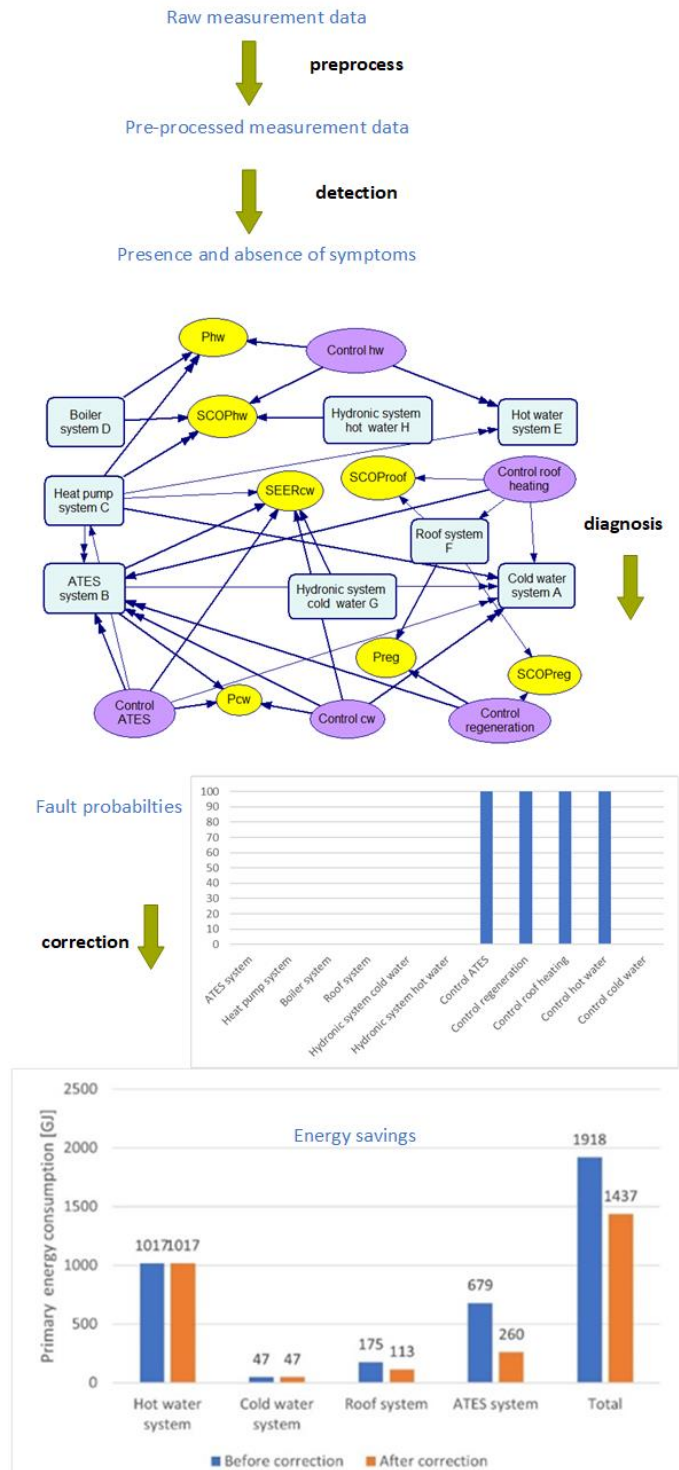 Raw measurement data
preprocess
Pre-processed measurement data
detection
Presence and absence of symptoms
Phw
Control hw
Boiler
system D
SCOPhw
Hydronic system
hot water H
Hot water
system E
Heat pump
system C
SEERcw
SCOProof
Control roof
heating
Roof system
F
diagnosis
ATES
system B
Hydronic system
cold water G
Cold water
system A
Preg
SCOPreg
Control
ATES
Pcw
Control cw
Control
regeneration
Fault probabilties
100
90
80
70
60
50
40
30
20
10
0
correction
ATES system
Heat pump system
Boiler system
Roof system
Hydronic system cold water
Hydronic system hot water
Control ATES
Control regeneration
Control roof heating
Control hot water
Control cold water
Energy savings
Primary energy consumption [GJ]
2500
2000
1500
1000
500
0
1017 1017
47 47
175 113
679 260
1918 1437
Hot water
system
Cold water
system
Roof system
ATES system
Total
Before correction
After correction